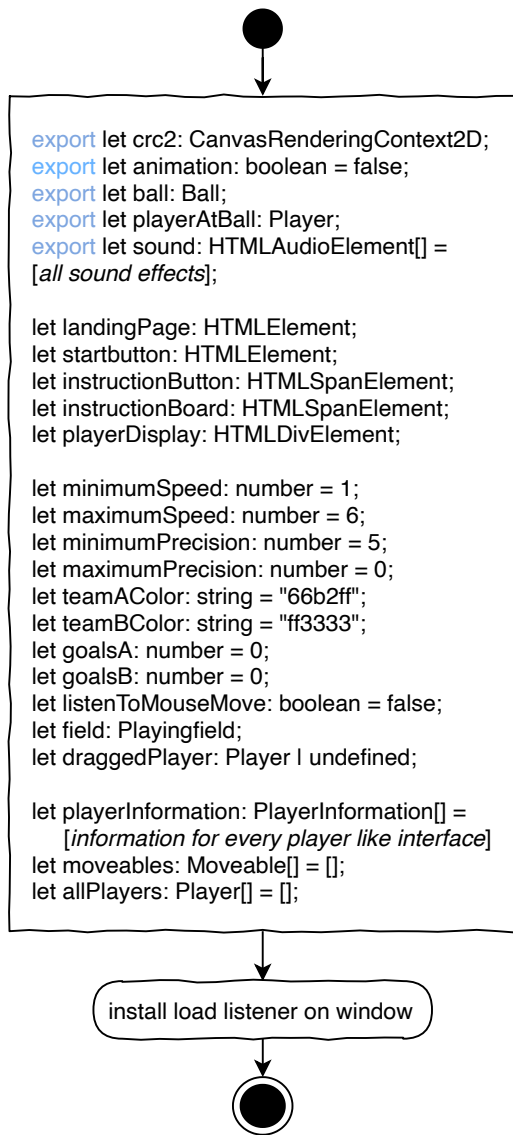 export let crc2: CanvasRenderingContext2D;
export let animation: boolean = false;
export let ball: Ball;
export let playerAtBall: Player;
export let sound: HTMLAudioElement[] =
[all sound effects];
let landingPage: HTMLElement;
let startbutton: HTMLElement;
let instructionButton: HTMLSpanElement;
let instructionBoard: HTMLSpanElement;
let playerDisplay: HTMLDivElement;
let minimumSpeed: number = 1;
let maximumSpeed: number = 6;
let minimumPrecision: number = 5;
let maximumPrecision: number = 0;
let teamAColor: string = "66b2ff";
let teamBColor: string = "ff3333";
let goalsA: number = 0;
let goalsB: number = 0;
let listenToMouseMove: boolean = false;
let field: Playingfield;
let draggedPlayer: Player | undefined;
let playerInformation: PlayerInformation[] =
[information for every player like interface]
let moveables: Moveable[] = [];
let allPlayers: Player[] = [];
install load listener on window